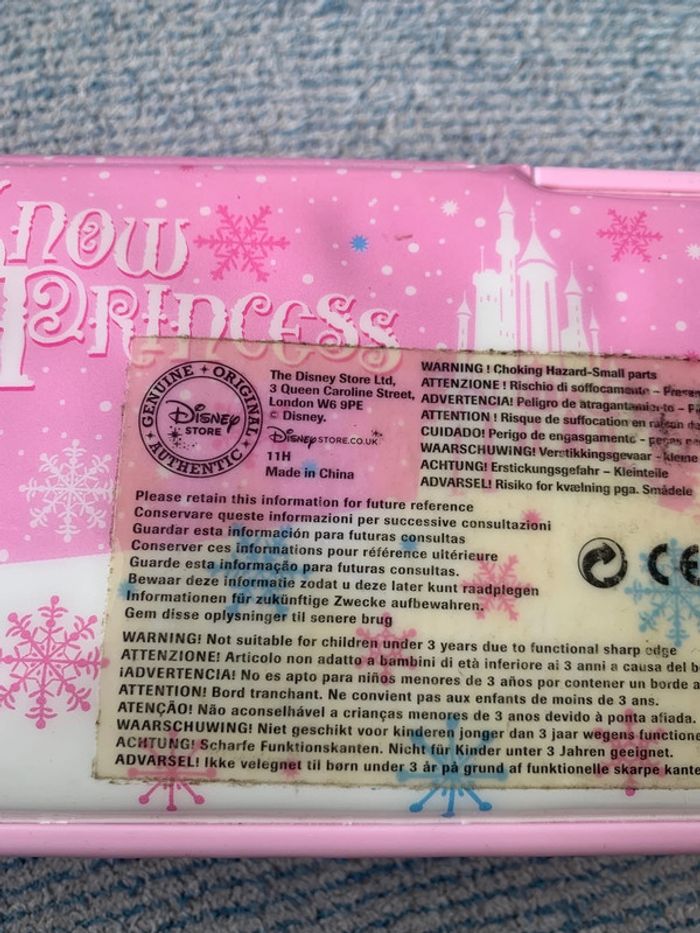 Snow
Princess
GENUINE ORIGINAL
Disney
STORE
AUTHENTIC
The Disney Store Ltd,
3 Queen Caroline Street,
London W6 9PE
© Disney.
DISNEYSTORE.CO.UK
11H
Made in China
WARNING ! Choking Hazard-Small parts
ATTENZIONE ! Rischio di soffocamento –
ADVERTENCIA! Peligro de atragantamiento -
ATTENTION ! Risque de suffocation en raison
CUIDADO! Perigo de engasgamento -
WAARSCHUWING! Verstikkingsgevaar - kleine
ACHTUNG! Erstickungsgefahr – Kleinteile
ADVARSEL! Risiko for kvælning pga. Smådele
Please retain this information for future reference
Conservare queste informazioni per successive consultazioni
Guardar esta información para futuras consultas
Conserver ces informations pour référence ultérieure
Guarde esta informação para futuras consultas.
Bewaar deze informatie zodat u deze later kunt raadplegen
Informationen für zukünftige Zwecke aufbewahren.
Gem disse oplysninger til senere brug
CE
WARNING! Not suitable for children under 3 years due to functional sharp edge
ATTENZIONE! Articolo non adatto a bambini di età inferiore ai 3 anni a causa del
¡ADVERTENCIA! No es apto para niños menores de 3 años por contener un borde
ATTENTION! Bord tranchant. Ne convient pas aux enfants de moins de 3 ans.
ATENÇÃO! Não aconselhável a crianças menores de 3 anos devido à ponta afiada.
WAARSCHUWING! Niet geschikt voor kinderen jonger dan 3 jaar wegens
ACHTUNG! Scharfe Funktionskanten. Nicht für Kinder unter 3 Jahren geeignet.
ADVARSEL! Ikke velegnet til børn under 3 år på grund af funktionelle skarpe